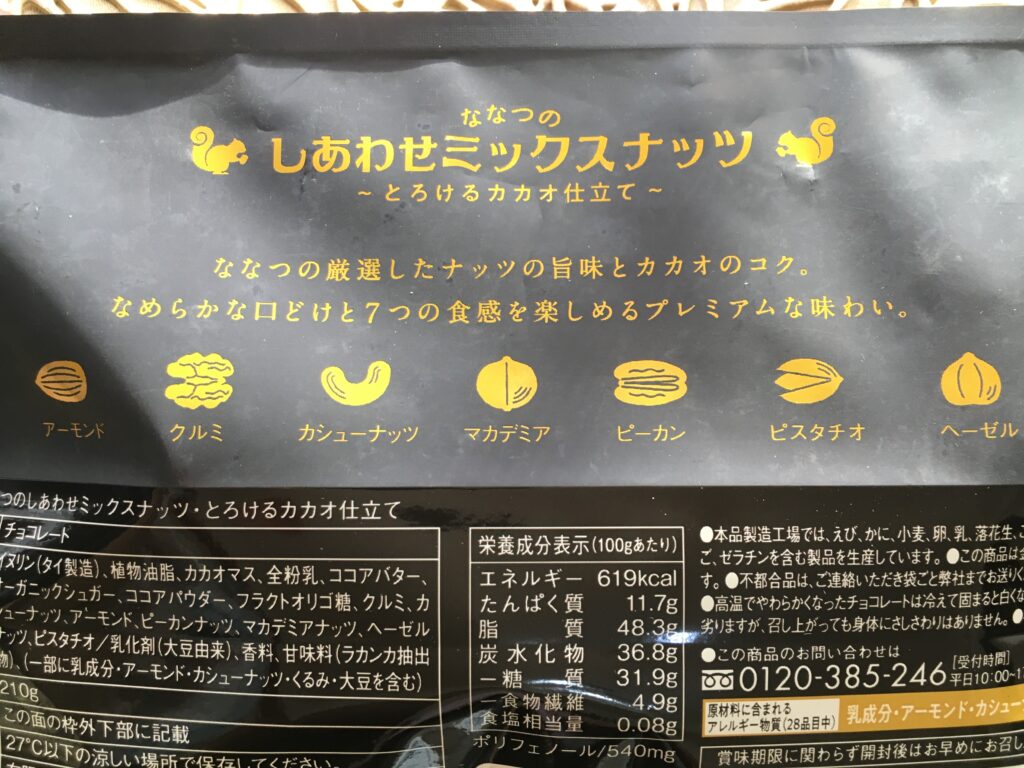 ななつの
しあわせミックスナッツ
~とろけるカカオ仕立て~
ななつの厳選したナッツの旨味とカカオのコク。
なめらかな口どけと7つの食感を楽しめるプレミアムな味わい。
アーモンド クルミ カシューナッツ マカデミア ピーカン ピスタチオ ヘーゼル
つのしあわせミックスナッツ・とろけるカカオ仕立て
チョコレード
イヌリン(タイ製造)、植物油脂、カカオマス、全粉乳、ココアバター、
ーガニックシュガー、ココアパウダー、フラクトオリゴ糖、クルミ、カ
ューナッツ、アーモンド、ピーカンナッツ、マカデミアナッツ、ヘーゼル
ナッツ、ピスタチオ/乳化剤(大豆由来)、香料、甘味料(ラカンカ抽出
物)、(一部に乳成分・アーモンド・カシューナッツ・くるみ・大豆を含む)
210g
この面の枠外下部に記載
27℃以下の涼しい場所で保存してください。
栄養成分表示(100gあたり)
エネルギー 619kcal
たんぱく質 11.7g
脂質 48.3g
炭水化物 36.8g
-糖質 31.9g
-食物繊維 4.9g
食塩相当量 0.08g
ポリフェノール/540mg
●本品製造工場では、えび、かに、小麦、卵、乳、落花生、
ご、ゼラチンを含む製品を生産しています。●この商品は
す。●不都合品は、ご連絡いただき袋ごと弊社までお送りく
●高温でやわらかくなったチョコレートは冷えて固まると白くな
劣りますが、召し上がっても身体にさしさわりはありません。●
●この商品のお問い合わせは
0120-385-246 [受付時間] 平日10:00-1
原材料に含まれる
アレルギー物質(28品目中) 乳成分・アーモンド・カシュー
賞味期限に関わらず開封後はお早めにお召し